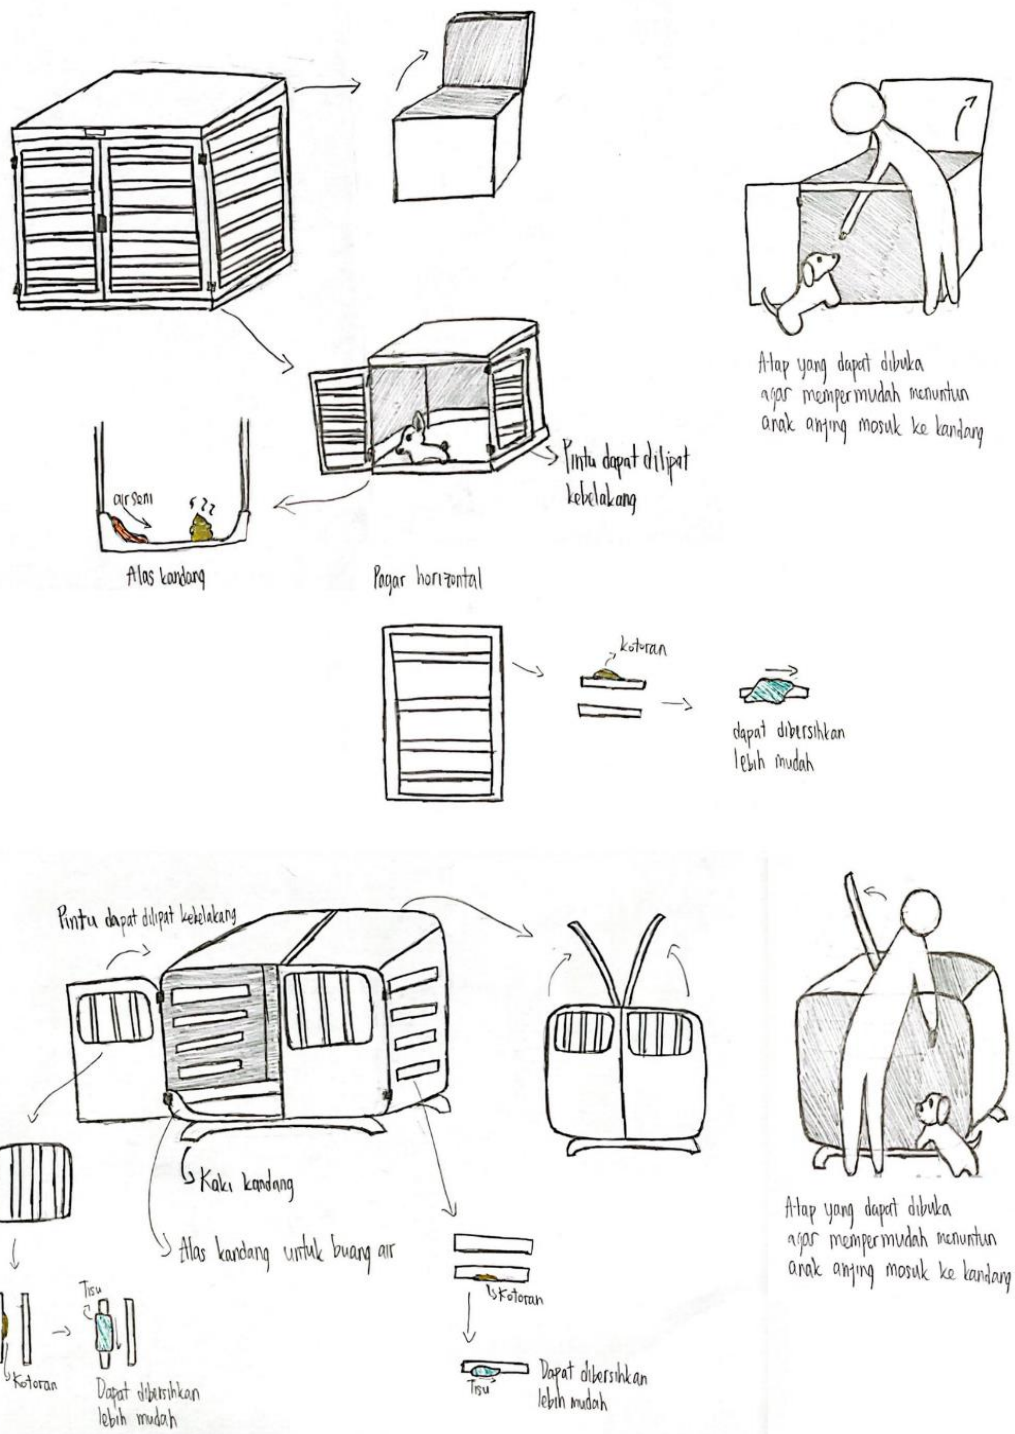 Atap yang dapat dibuka
agar mempermudah menuntun
anak anjing masuk ke kandang
Pintu dapat dilipat
kebelakang
air seni
Alas kandang
Pagar horizontal
kotoran
dapat dibersihkan
lebih mudah
Pintu dapat dilipat kebelakang
Kaki kandang
Alas kandang untuk buang air
Atap yang dapat dibuka
agar mempermudah menuntun
anak anjing masuk ke kandang
Kotoran
Tisu
Kotoran
Dapat dibersihkan
lebih mudah
Tisu
Dapat dibersihkan
lebih mudah